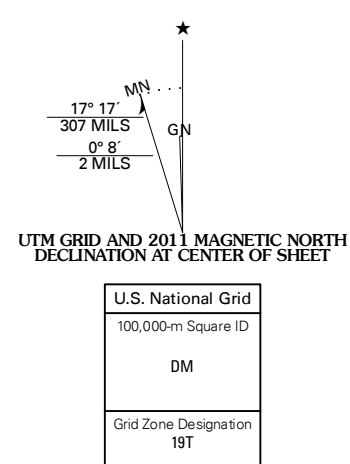 ★
MN
17° 17´
307 MILS
GN
0° 8´
2 MILS
UTM GRID AND 2011 MAGNETIC NORTH
DECLINATION AT CENTER OF SHEET
U.S. National Grid
100,000-m Square ID
DM
Grid Zone Designation
19T